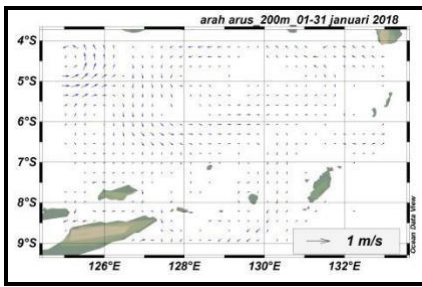 arah arus_200m_01-31 januari 2018
4°S
5°S
6°S
7°S
8°S
9°S
126°E
128°E
130°E
132°E
1 m/s
Ocean Data View